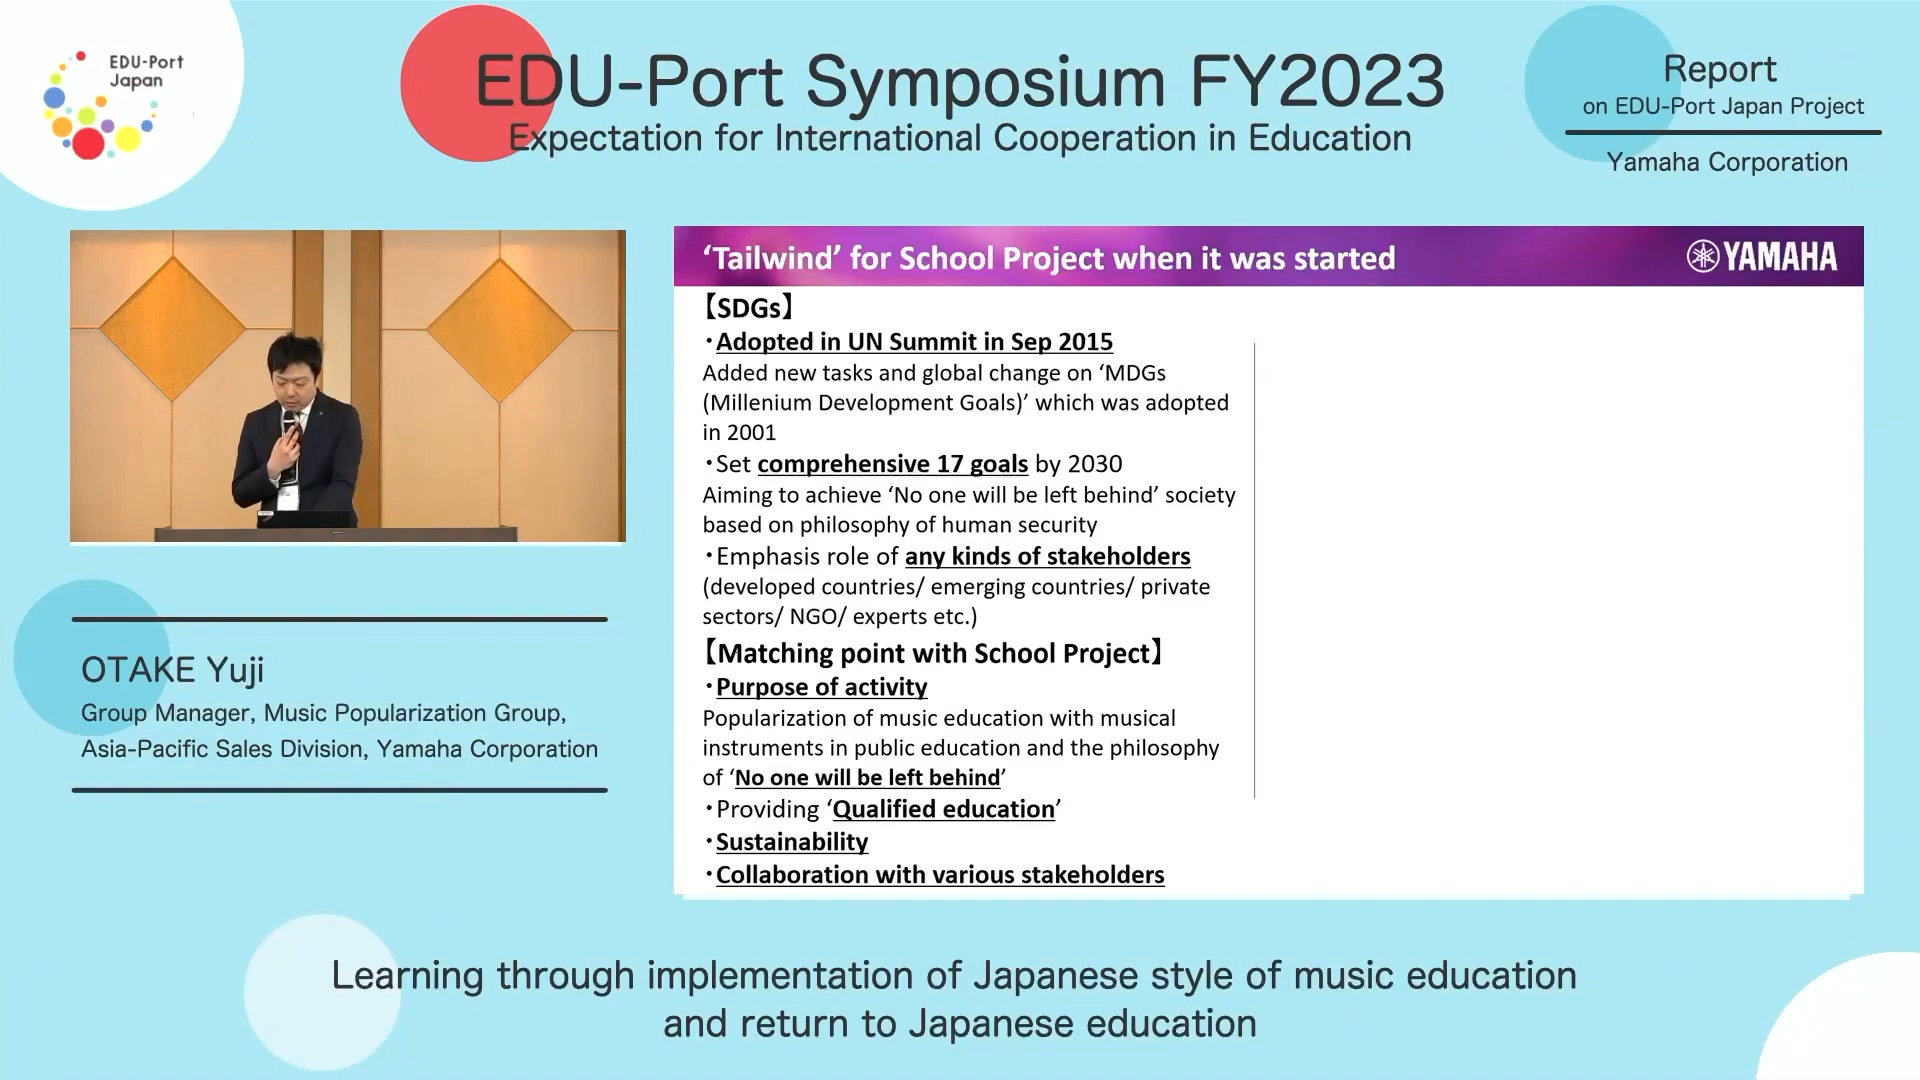 EDU-Port
Japan
EDU-Port Symposium FY2023
Expectation for International Cooperation in Education
Report
on EDU-Port Japan Project
Yamaha Corporation
‘Tailwind’ for School Project when it was started
YAMAHA
【SDGs】
・Adopted in UN Summit in Sep 2015
Added new tasks and global change on ‘MDGs
(Millenium Development Goals)’ which was adopted
in 2001
・Set comprehensive 17 goals by 2030
Aiming to achieve ‘No one will be left behind’ society
based on philosophy of human security
・Emphasis role of any kinds of stakeholders
(developed countries/ emerging countries/ private
sectors/ NGO/ experts etc.)
【Matching point with School Project】
・Purpose of activity
Popularization of music education with musical
instruments in public education and the philosophy
of ‘No one will be left behind’
・Providing ‘Qualified education’
・Sustainability
・Collaboration with various stakeholders
OTAKE Yuji
Group Manager, Music Popularization Group,
Asia-Pacific Sales Division, Yamaha Corporation
Learning through implementation of Japanese style of music education
and return to Japanese education